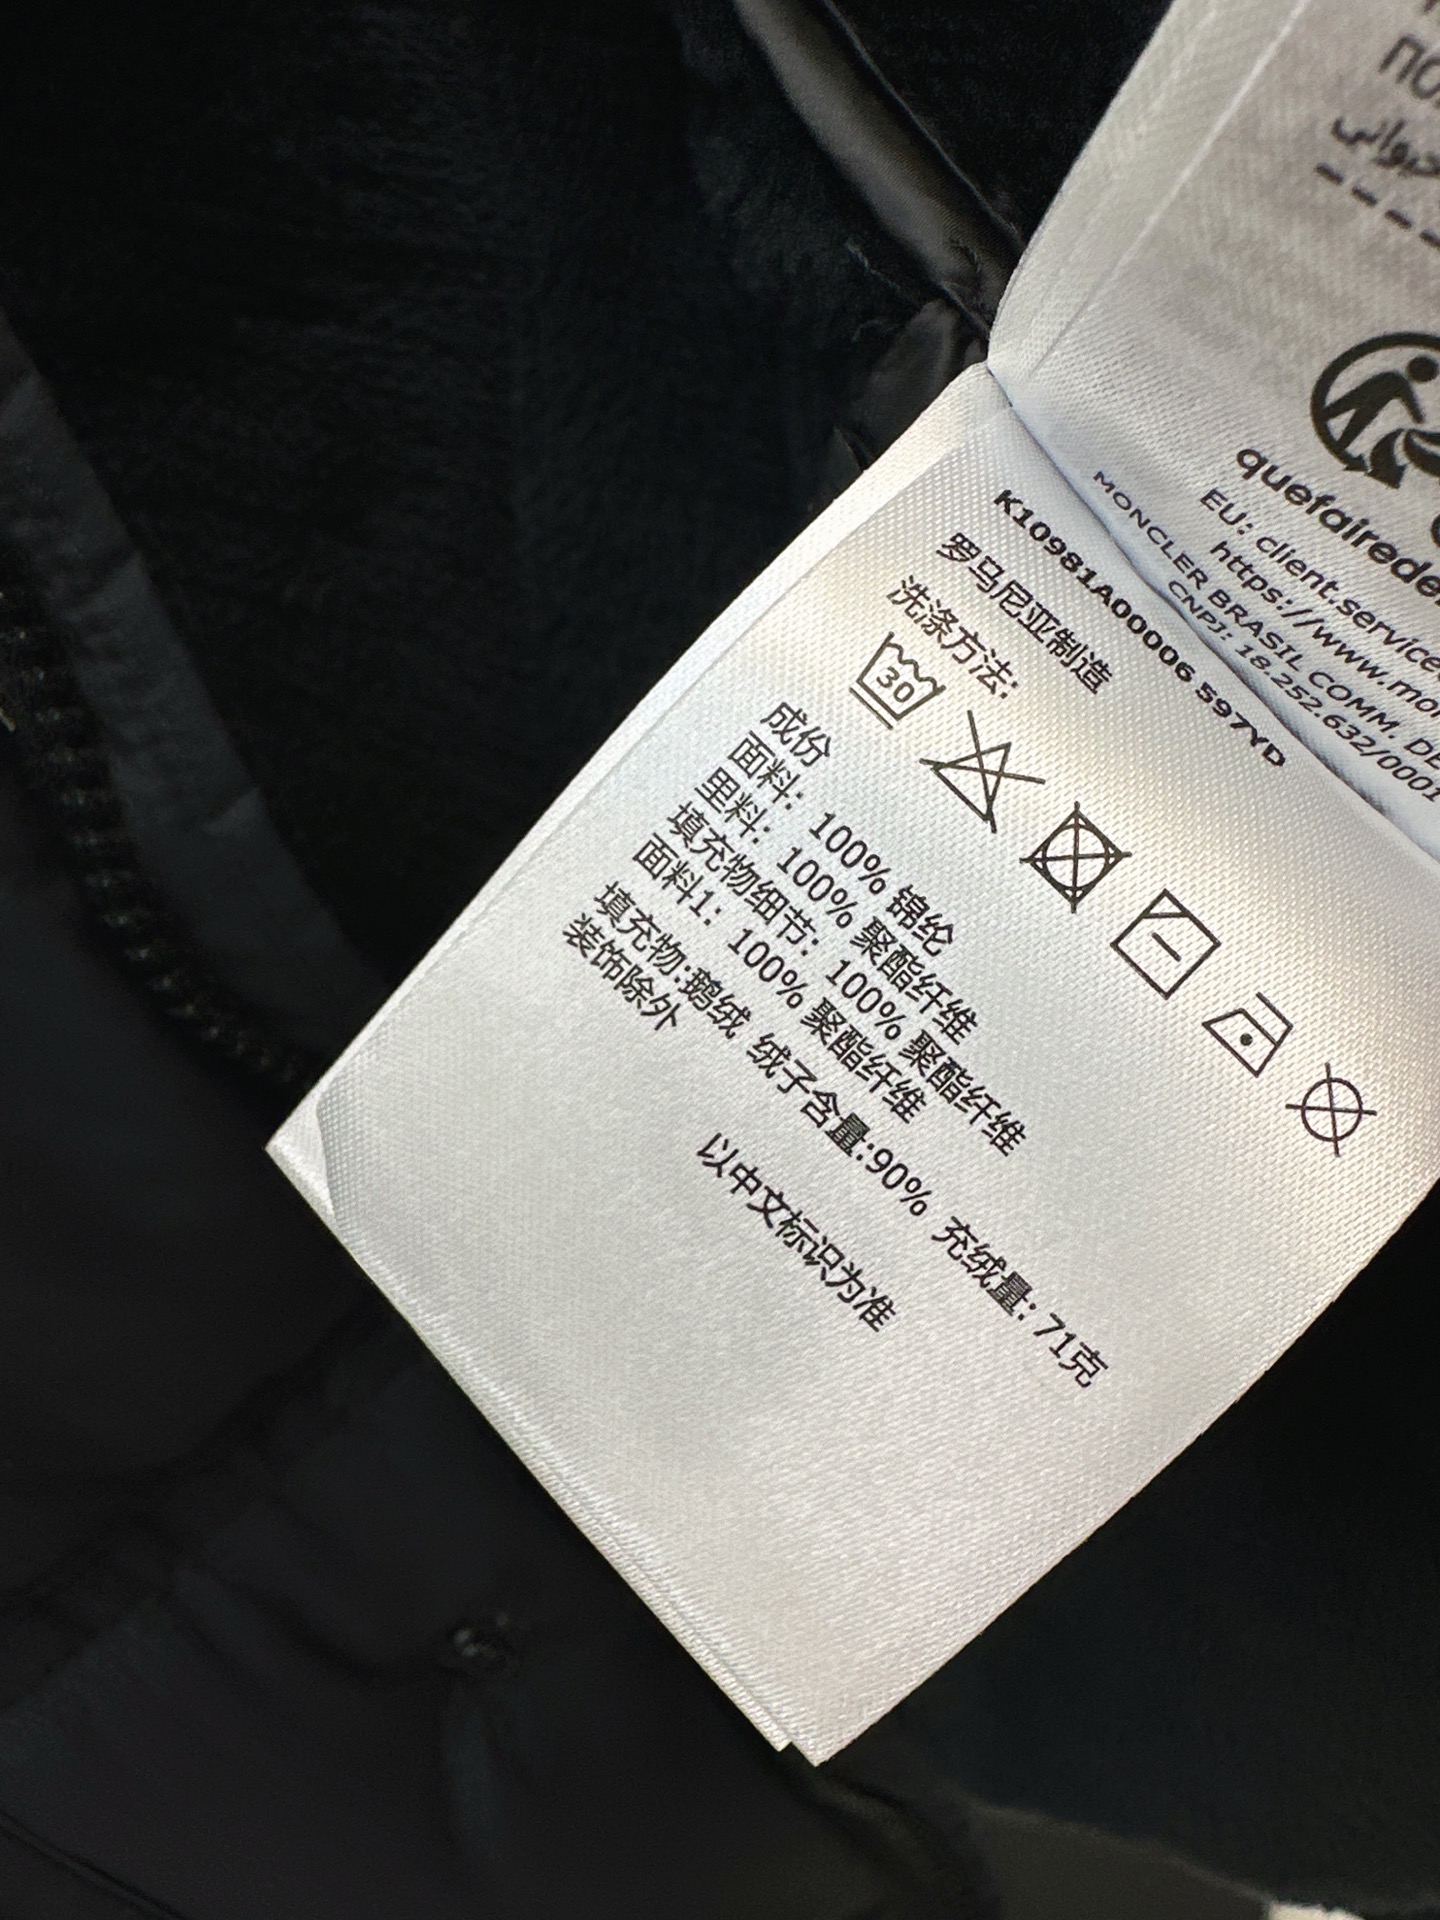 ПО
حيواني
quefairede
EU: client.service
https://www.mon
MONCLER BRASIL COMM. DE
CNPJ: 18.252.632/0001
K10981A00006 597YD
罗马尼亚制造
洗涤方法:
30
成份
面料: 100% 锦纶
里料: 100% 聚酯纤维
填充物细节: 100% 聚酯纤维
面料1: 100% 聚酯纤维
填充物:鹅绒 绒子含量:90% 充绒量: 71克
装饰除外
以中文标识为准